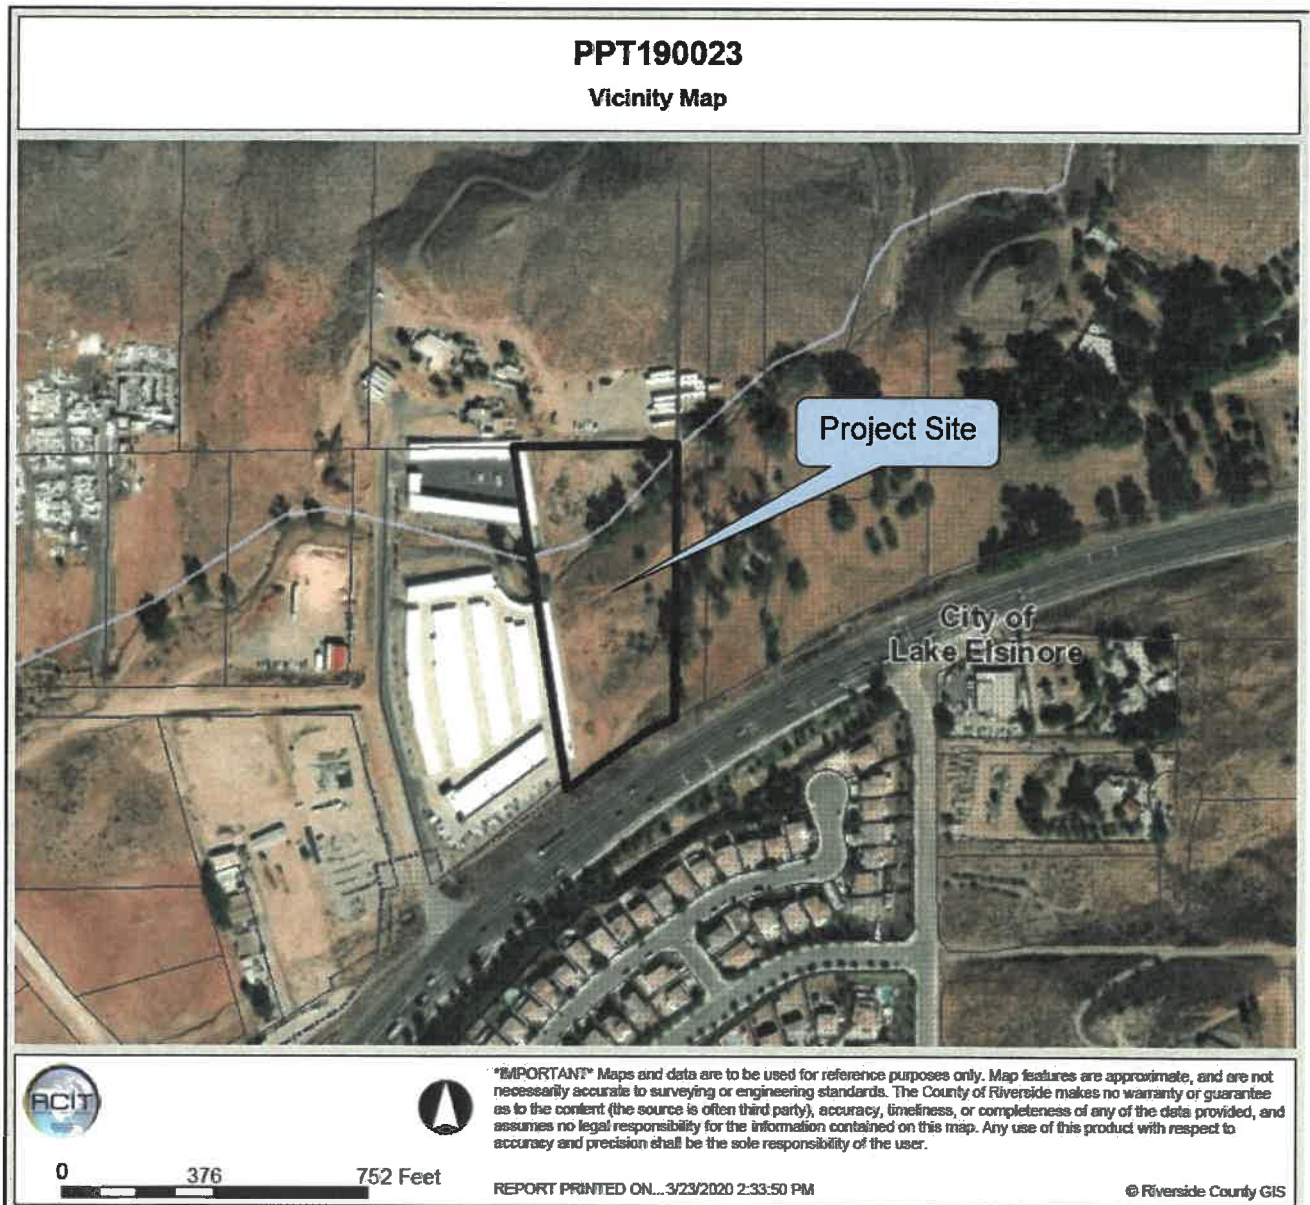 PPT190023
Vicinity Map
Project Site
City of
Lake Elsinore
RCIT
*IMPORTANT* Maps and data are to be used for reference purposes only. Map features are approximate, and are not
necessarily accurate to surveying or engineering standards. The County of Riverside makes no warranty or guarantee
as to the content (the source is often third party), accuracy, timeliness, or completeness of any of the data provided, and
assumes no legal responsibility for the information contained on this map. Any use of this product with respect to
accuracy and precision shall be the sole responsibility of the user.
0 376 752 Feet
REPORT PRINTED ON... 3/23/2020 2:33:50 PM
© Riverside County GIS